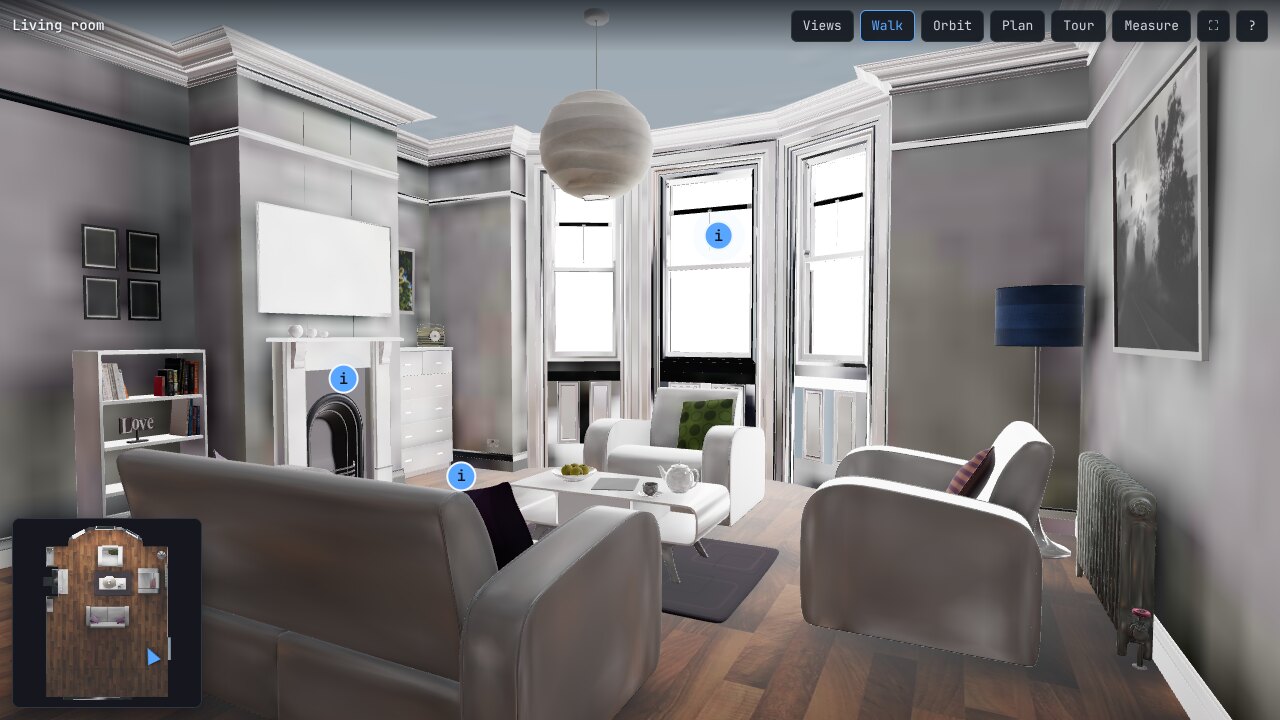 Living room
Views
Walk
Orbit
Plan
Tour
Measure
?
i
i
i
Love